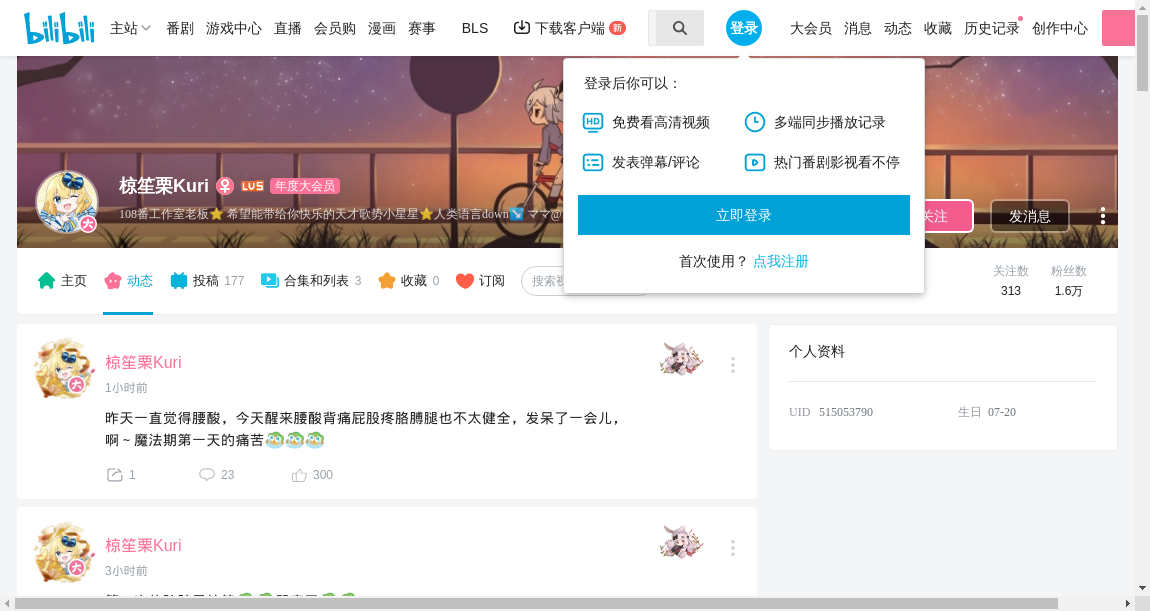 bilibili 主站 番剧 游戏中心 直播 会员购 漫画 赛事 BLS 下载客户端 新 登录 大会员 消息 动态 收藏 历史记录 创作中心
登录后你可以：
HD 免费看高清视频 多端同步播放记录
发表弹幕/评论 热门番剧影视看不停
立即登录
首次使用？ 点我注册
椋笙栗Kuri LV5 年度大会员
108番工作室老板⭐ 希望能带给你快乐的天才歌势小星星⭐人类语言down↘️ ママ@
关注 发消息
大
主页 动态 投稿 177 合集和列表 3 收藏 0 订阅 搜索视
关注数 粉丝数
313 1.6万
椋笙栗Kuri
1小时前
昨天一直觉得腰酸，今天醒来腰酸背痛屁股疼胳膊腿也不太健全，发呆了一会儿，
啊～魔法期第一天的痛苦
大
1 23 300
个人资料
UID 515053790 生日 07-20
椋笙栗Kuri
3小时前
大